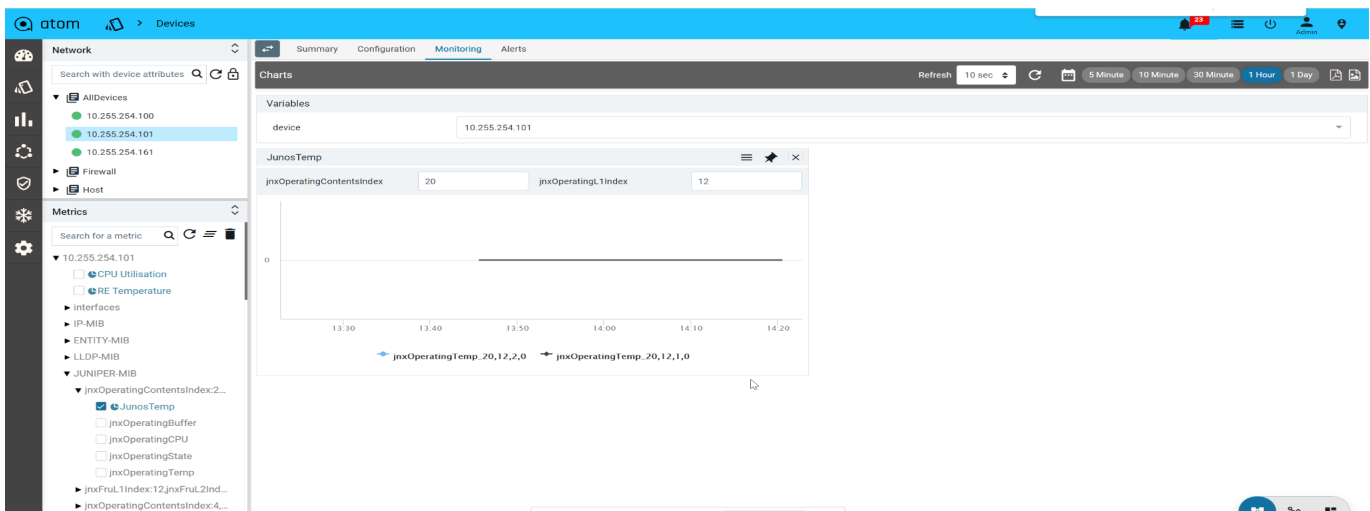 atom > Devices 23 Admin
Network
Search with device attributes
AllDevices
10.255.254.100
10.255.254.101
10.255.254.161
Firewall
Host
Metrics
Search for a metric
10.255.254.101
CPU Utilisation
RE Temperature
interfaces
IP-MIB
ENTITY-MIB
LLDP-MIB
JUNIPER-MIB
jnxOperatingContentsIndex:2...
JunosTemp
jnxOperatingBuffer
jnxOperatingCPU
jnxOperatingState
jnxOperatingTemp
jnxFruL1Index:12,jnxFruL2Ind...
jnxOperatingContentsIndex:4,...
Summary Configuration Monitoring Alerts
Charts Refresh 10 sec 5 Minute 10 Minute 30 Minute 1 Hour 1 Day
Variables
device 10.255.254.101
JunosTemp
jnxOperatingContentsIndex 20 jnxOperatingL1Index 12
0
13:30 13:40 13:50 14:00 14:10 14:20
jnxOperatingTemp_20,12,2,0 jnxOperatingTemp_20,12,1,0